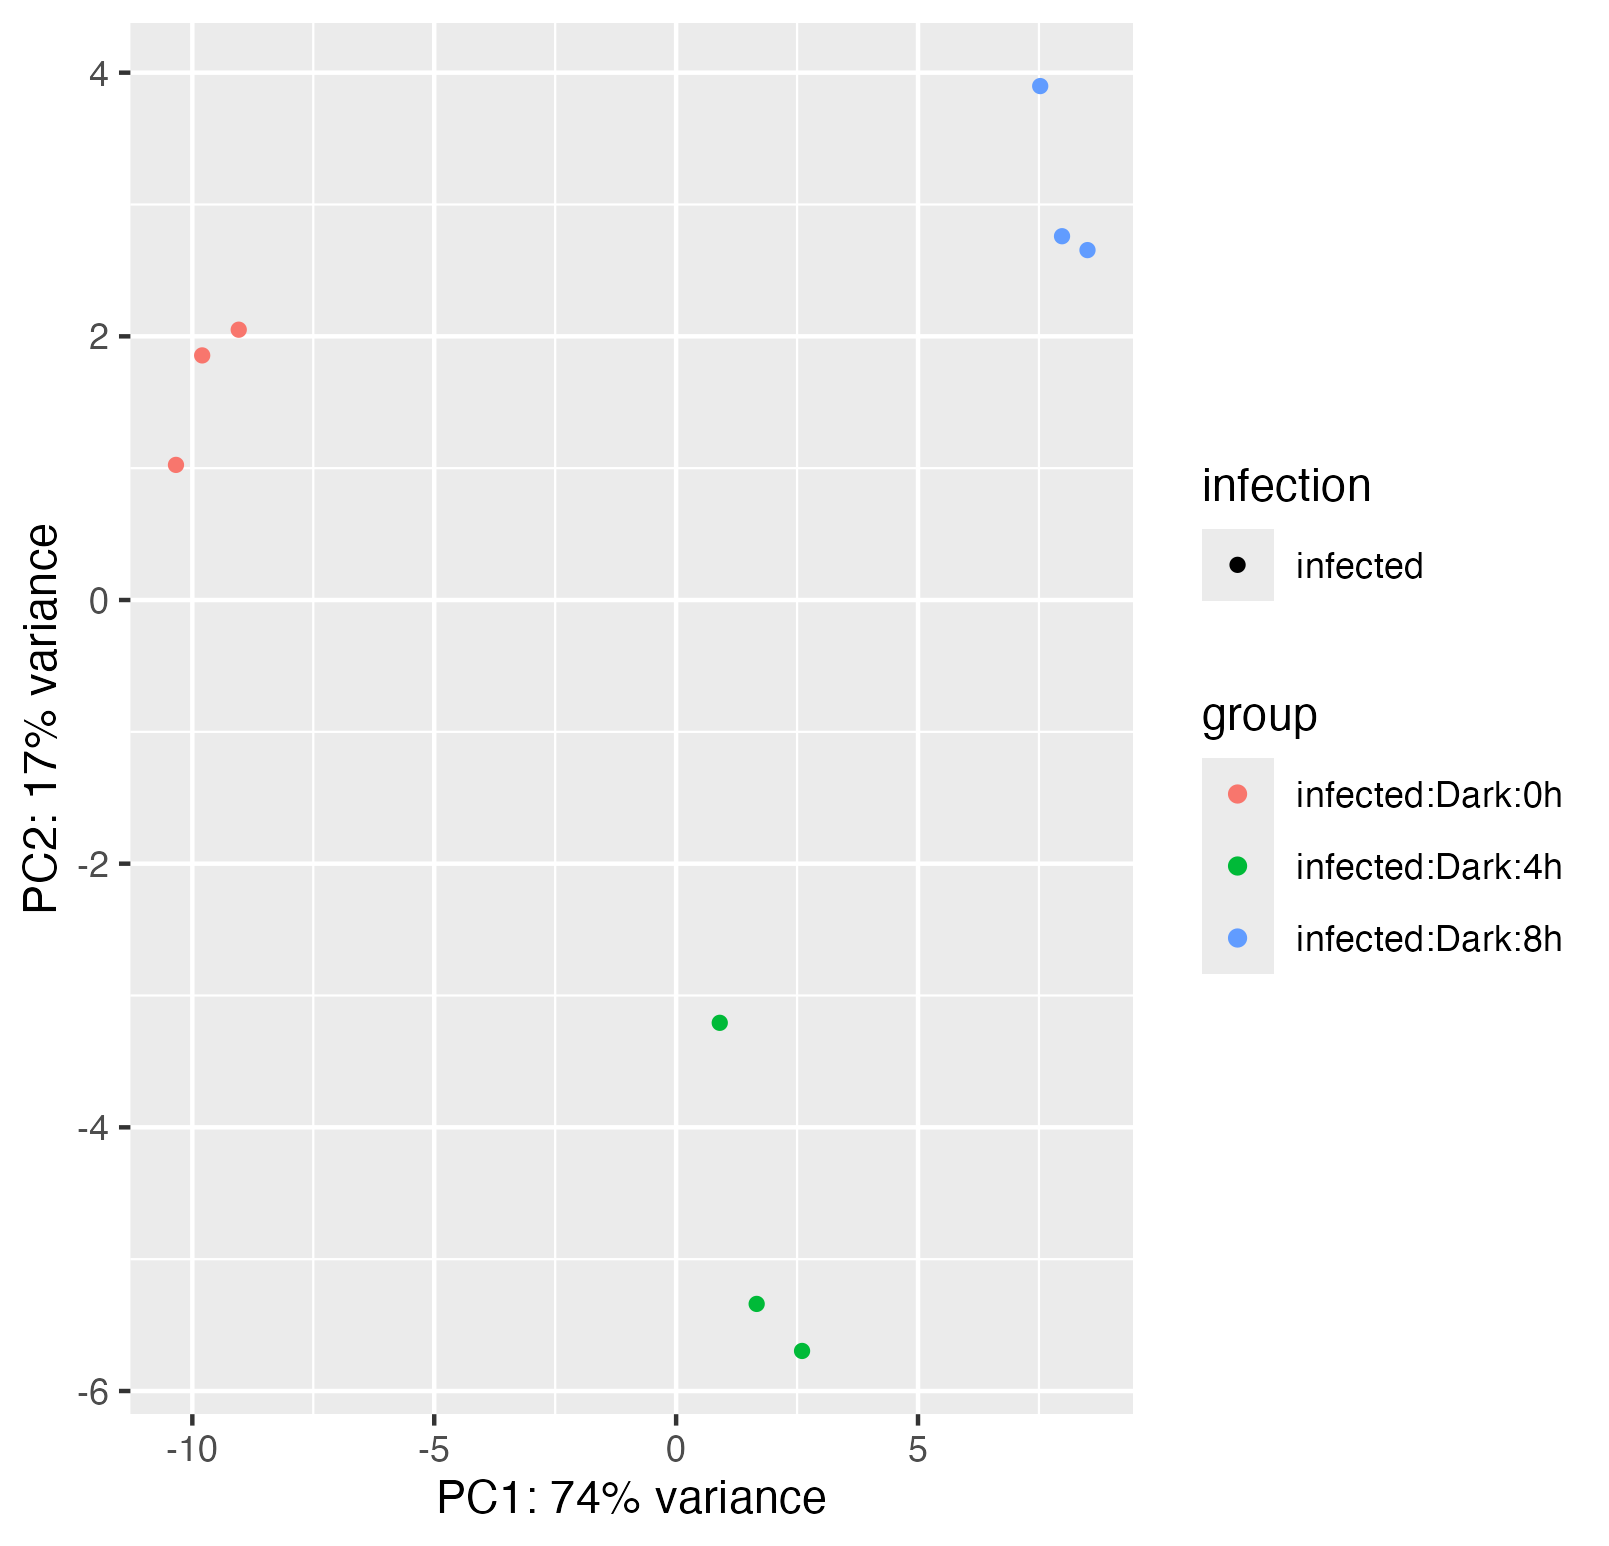 4
2
0
-2
-4
-6
PC2: 17% variance
-10
-5
0
5
PC1: 74% variance
infection
infected
group
infected:Dark:0h
infected:Dark:4h
infected:Dark:8h